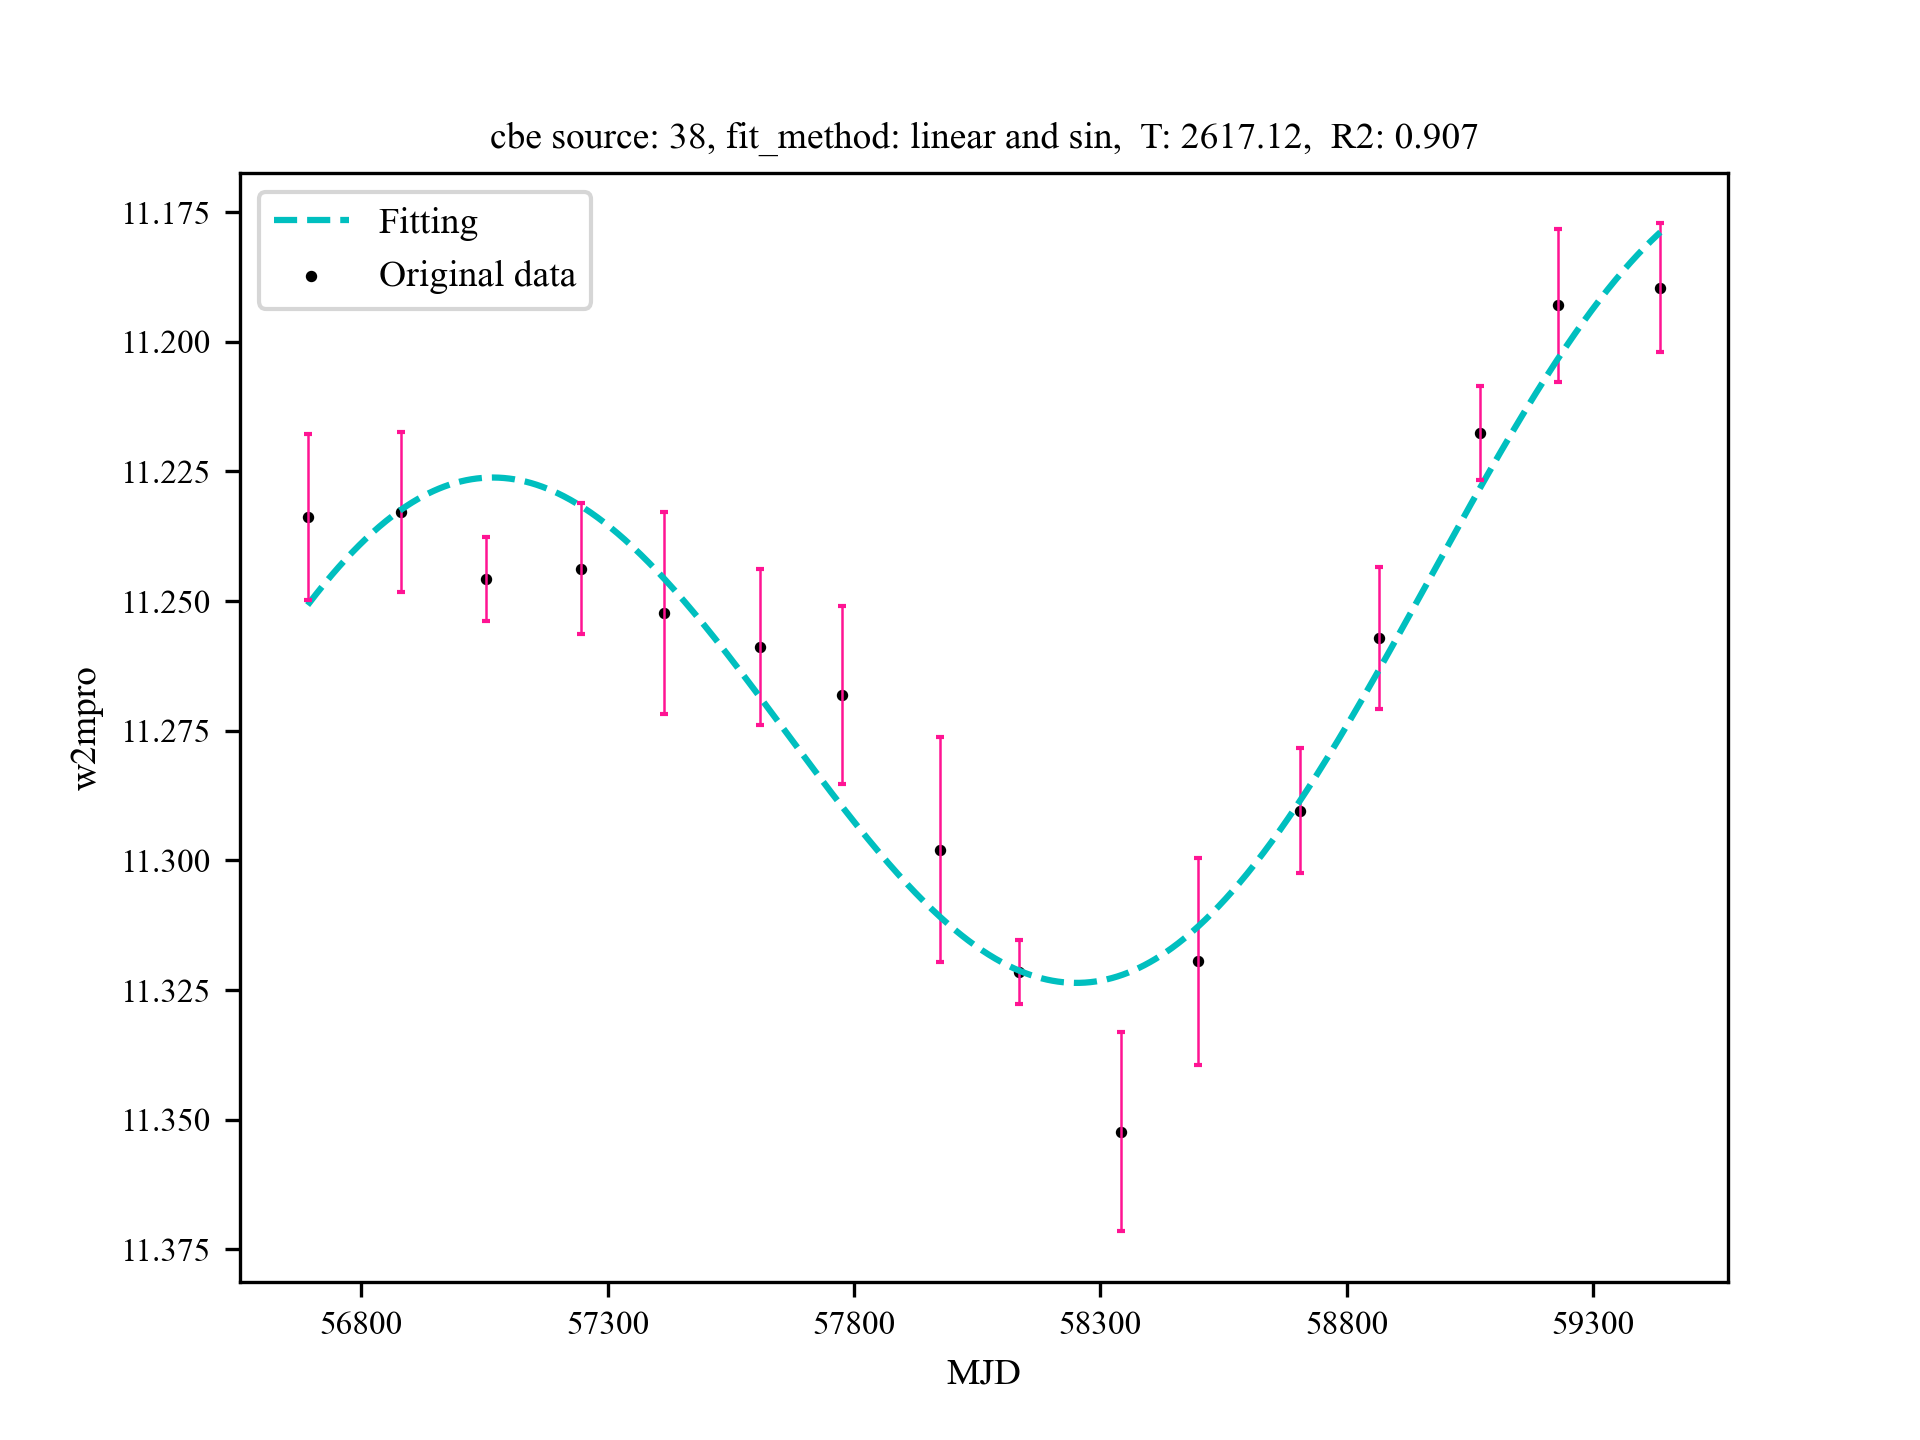 cbe source: 38, fit_method: linear and sin,  T: 2617.12,  R2: 0.907
Fitting
Original data
11.175
11.200
11.225
11.250
11.275
11.300
11.325
11.350
11.375
w2mpro
56800 57300 57800 58300 58800 59300
MJD